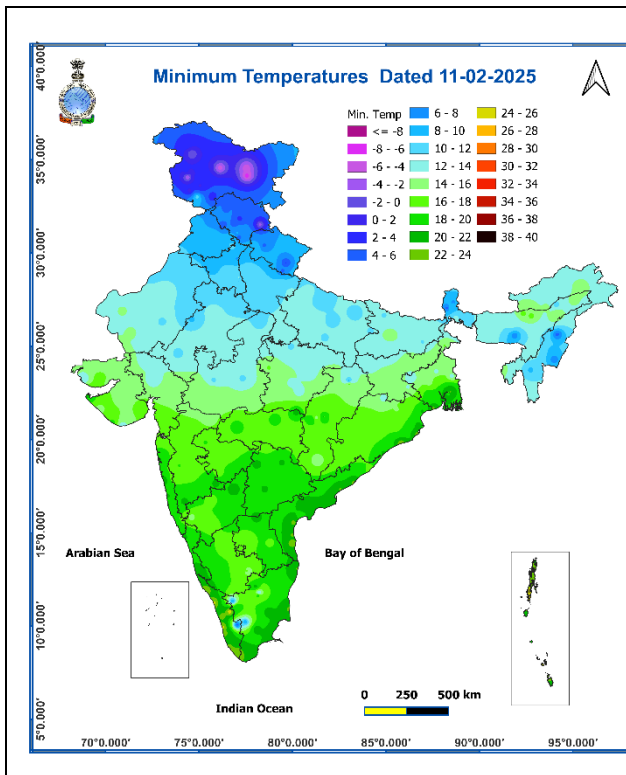 Minimum Temperatures Dated 11-02-2025
Min. Temp
<= -8
-8 - -6
-6 - -4
-4 - -2
-2 - 0
0 - 2
2 - 4
4 - 6
6 - 8
8 - 10
10 - 12
12 - 14
14 - 16
16 - 18
18 - 20
20 - 22
22 - 24
24 - 26
26 - 28
28 - 30
30 - 32
32 - 34
34 - 36
36 - 38
38 - 40
40°0.000'
35°0.000'
30°0.000'
25°0.000'
20°0.000'
15°0.000'
10°0.000'
5°0.000'
Arabian Sea
Bay of Bengal
Indian Ocean
0 250 500 km
70°0.000' 75°0.000' 80°0.000' 85°0.000' 90°0.000' 95°0.000'